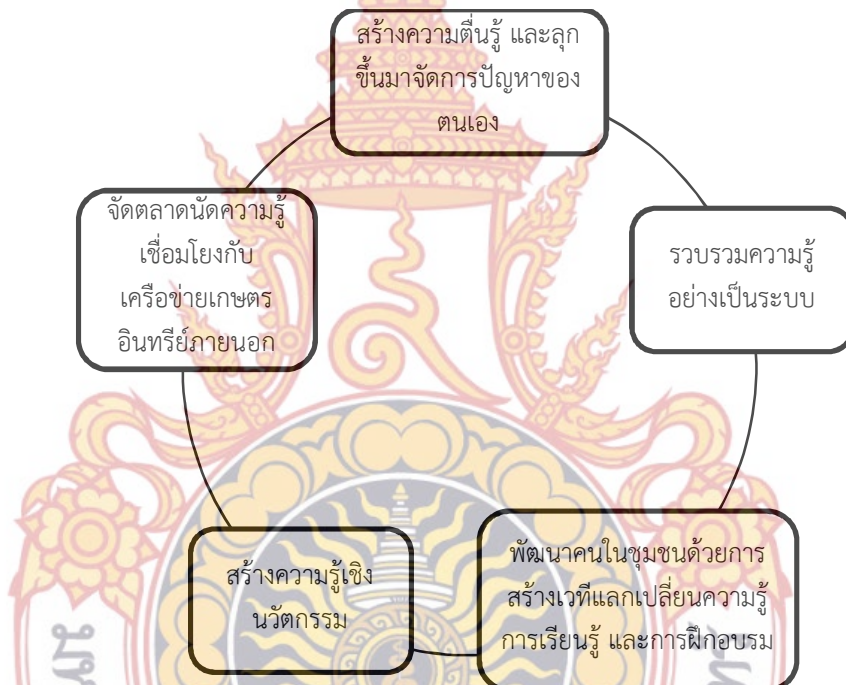 สร้างความตื่นรู้ และลุก
ขึ้นมาจัดการปัญหาของ
ตนเอง
รวบรวมความรู้
อย่างเป็นระบบ
พัฒนาคนในชุมชนด้วยการ
สร้างเวทีแลกเปลี่ยนความรู้
การเรียนรู้ และการฝึกอบรม
สร้างความรู้เชิง
นวัตกรรม
จัดตลาดนัดความรู้
เชื่อมโยงกับ
เครือข่ายเกษตร
อินทรีย์ภายนอก